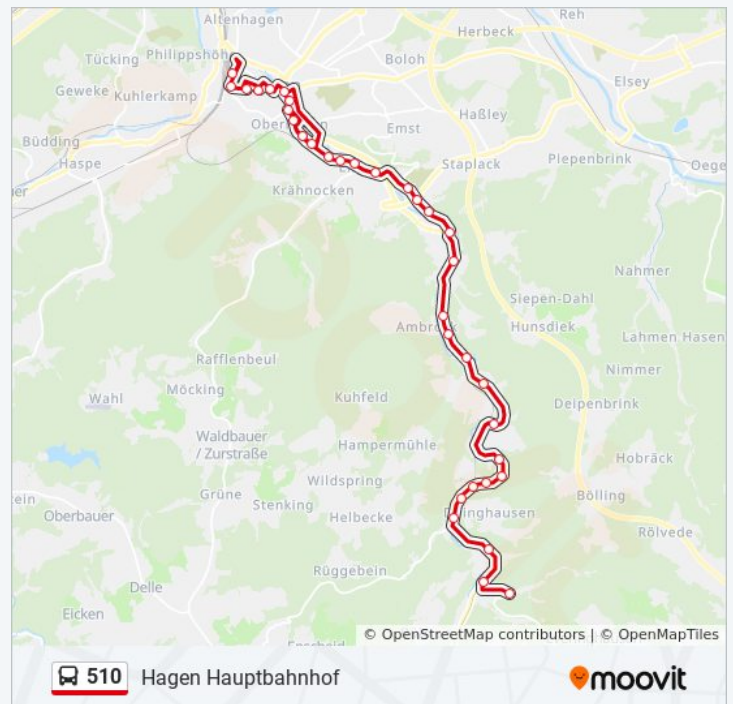 Altenhagen
Reh
Herbeck
Tücking
Philippshöh
Boloh
Elsey
Geweke
Kuhlerkamp
Haßley
Emst
Büdding
Haspe
Staplack
Piepenbrink
Oege
Krähnocken
Nahmer
Siepen-Dahl
Hunsdiek
Lahmen Hasen
Rafflenbeul
Nimmer
Möcking
Wahl
Kuhfeld
Deipenbrink
Waldbauer
/ Zurstraße
Hampermühle
Hobräck
Wildspring
Grüne
Stenking
Bölling
Oberbauer
Helbecke
Rölvede
Rüggebein
Delle
Eicken
© OpenStreetMap contributors | © OpenMapTiles
510 Hagen Hauptbahnhof
moovit